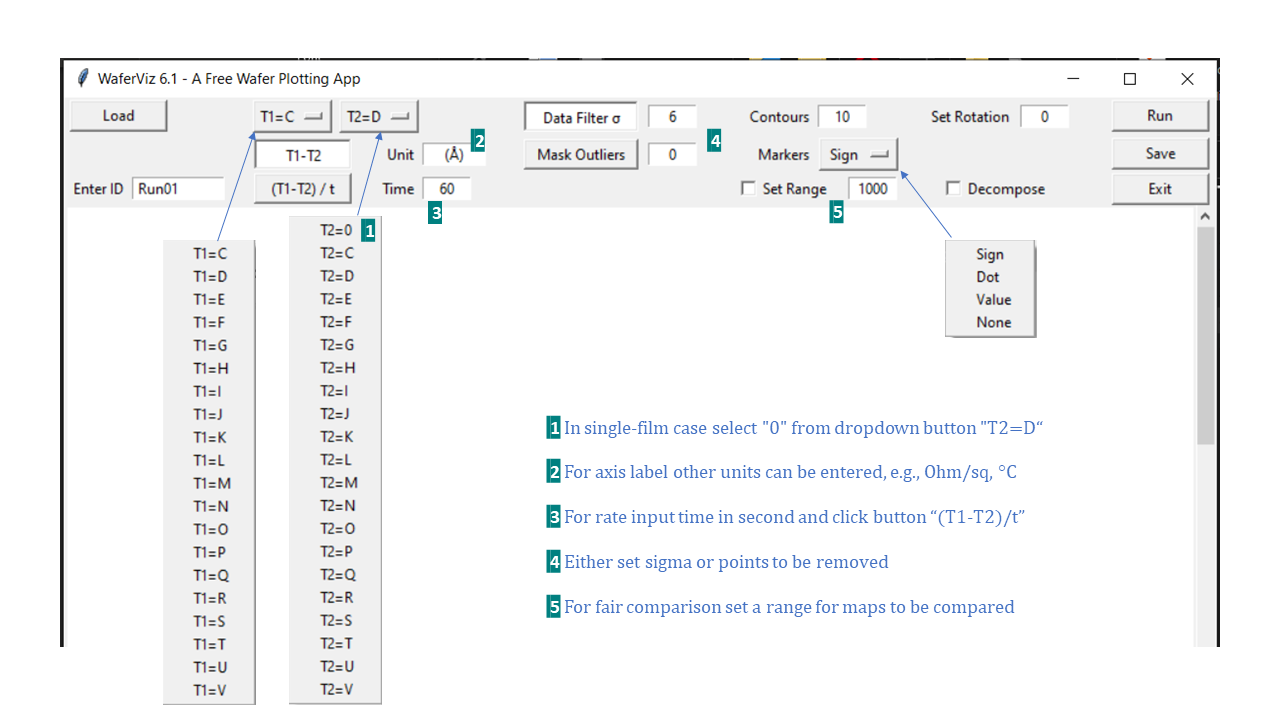 WaferViz 6.1 - A Free Wafer Plotting App
Load T1=C T2=D Data Filter σ 6 Contours 10 Set Rotation 0 Run
T1-T2 Unit (Å) 2 Mask Outliers 0 4 Markers Sign Save
Enter ID Run01 (T1-T2) / t Time 60 Set Range 1000 Decompose Exit
3 5
T2=0 1
T1=C T2=C Sign
T1=D T2=D Dot
T1=E T2=E Value
T1=F T2=F None
T1=G T2=G
T1=H T2=H
T1=I T2=I
T1=J T2=J
T1=K T2=K
T1=L T2=L
T1=M T2=M
T1=N T2=N
T1=O T2=O
T1=P T2=P
T1=Q T2=Q
T1=R T2=R
T1=S T2=S
T1=T T2=T
T1=U T2=U
T1=V T2=V
1 In single-film case select "0" from dropdown button "T2=D“
2 For axis label other units can be entered, e.g., Ohm/sq, °C
3 For rate input time in second and click button “(T1-T2)/t”
4 Either set sigma or points to be removed
5 For fair comparison set a range for maps to be compared